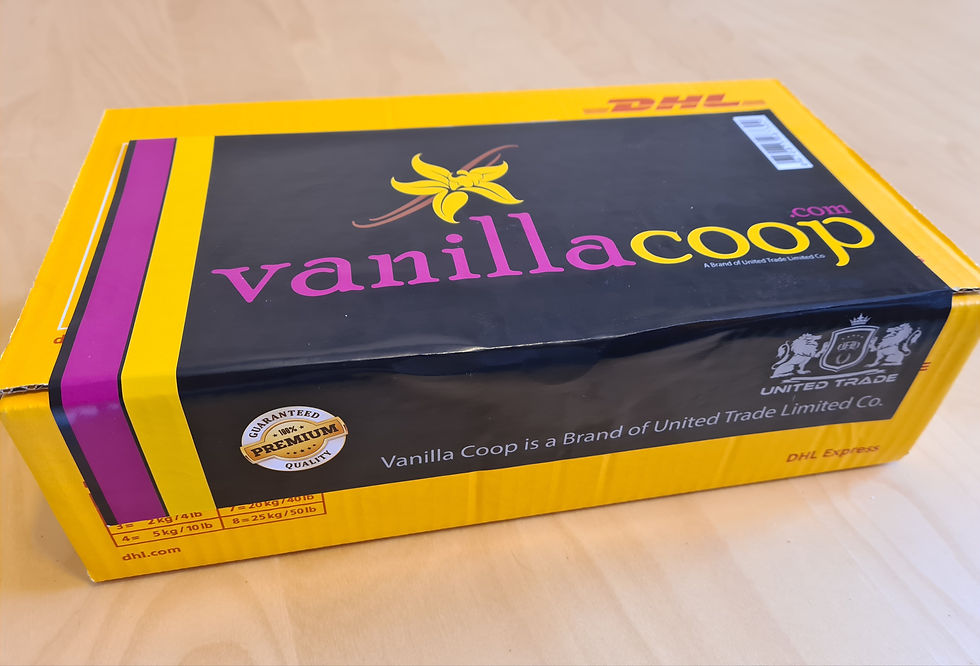 DHL
.com
vanillacoop
A Brand of United Trade Limited Co
UNITED TRADE
GUARANTEED
100%
PREMIUM
QUALITY
Vanilla Coop is a Brand of United Trade Limited Co.
DHL Express
3= 2kg/4lb 7=20kg/40lb
4= 5kg/10lb 8=25kg/50lb
dhl.com